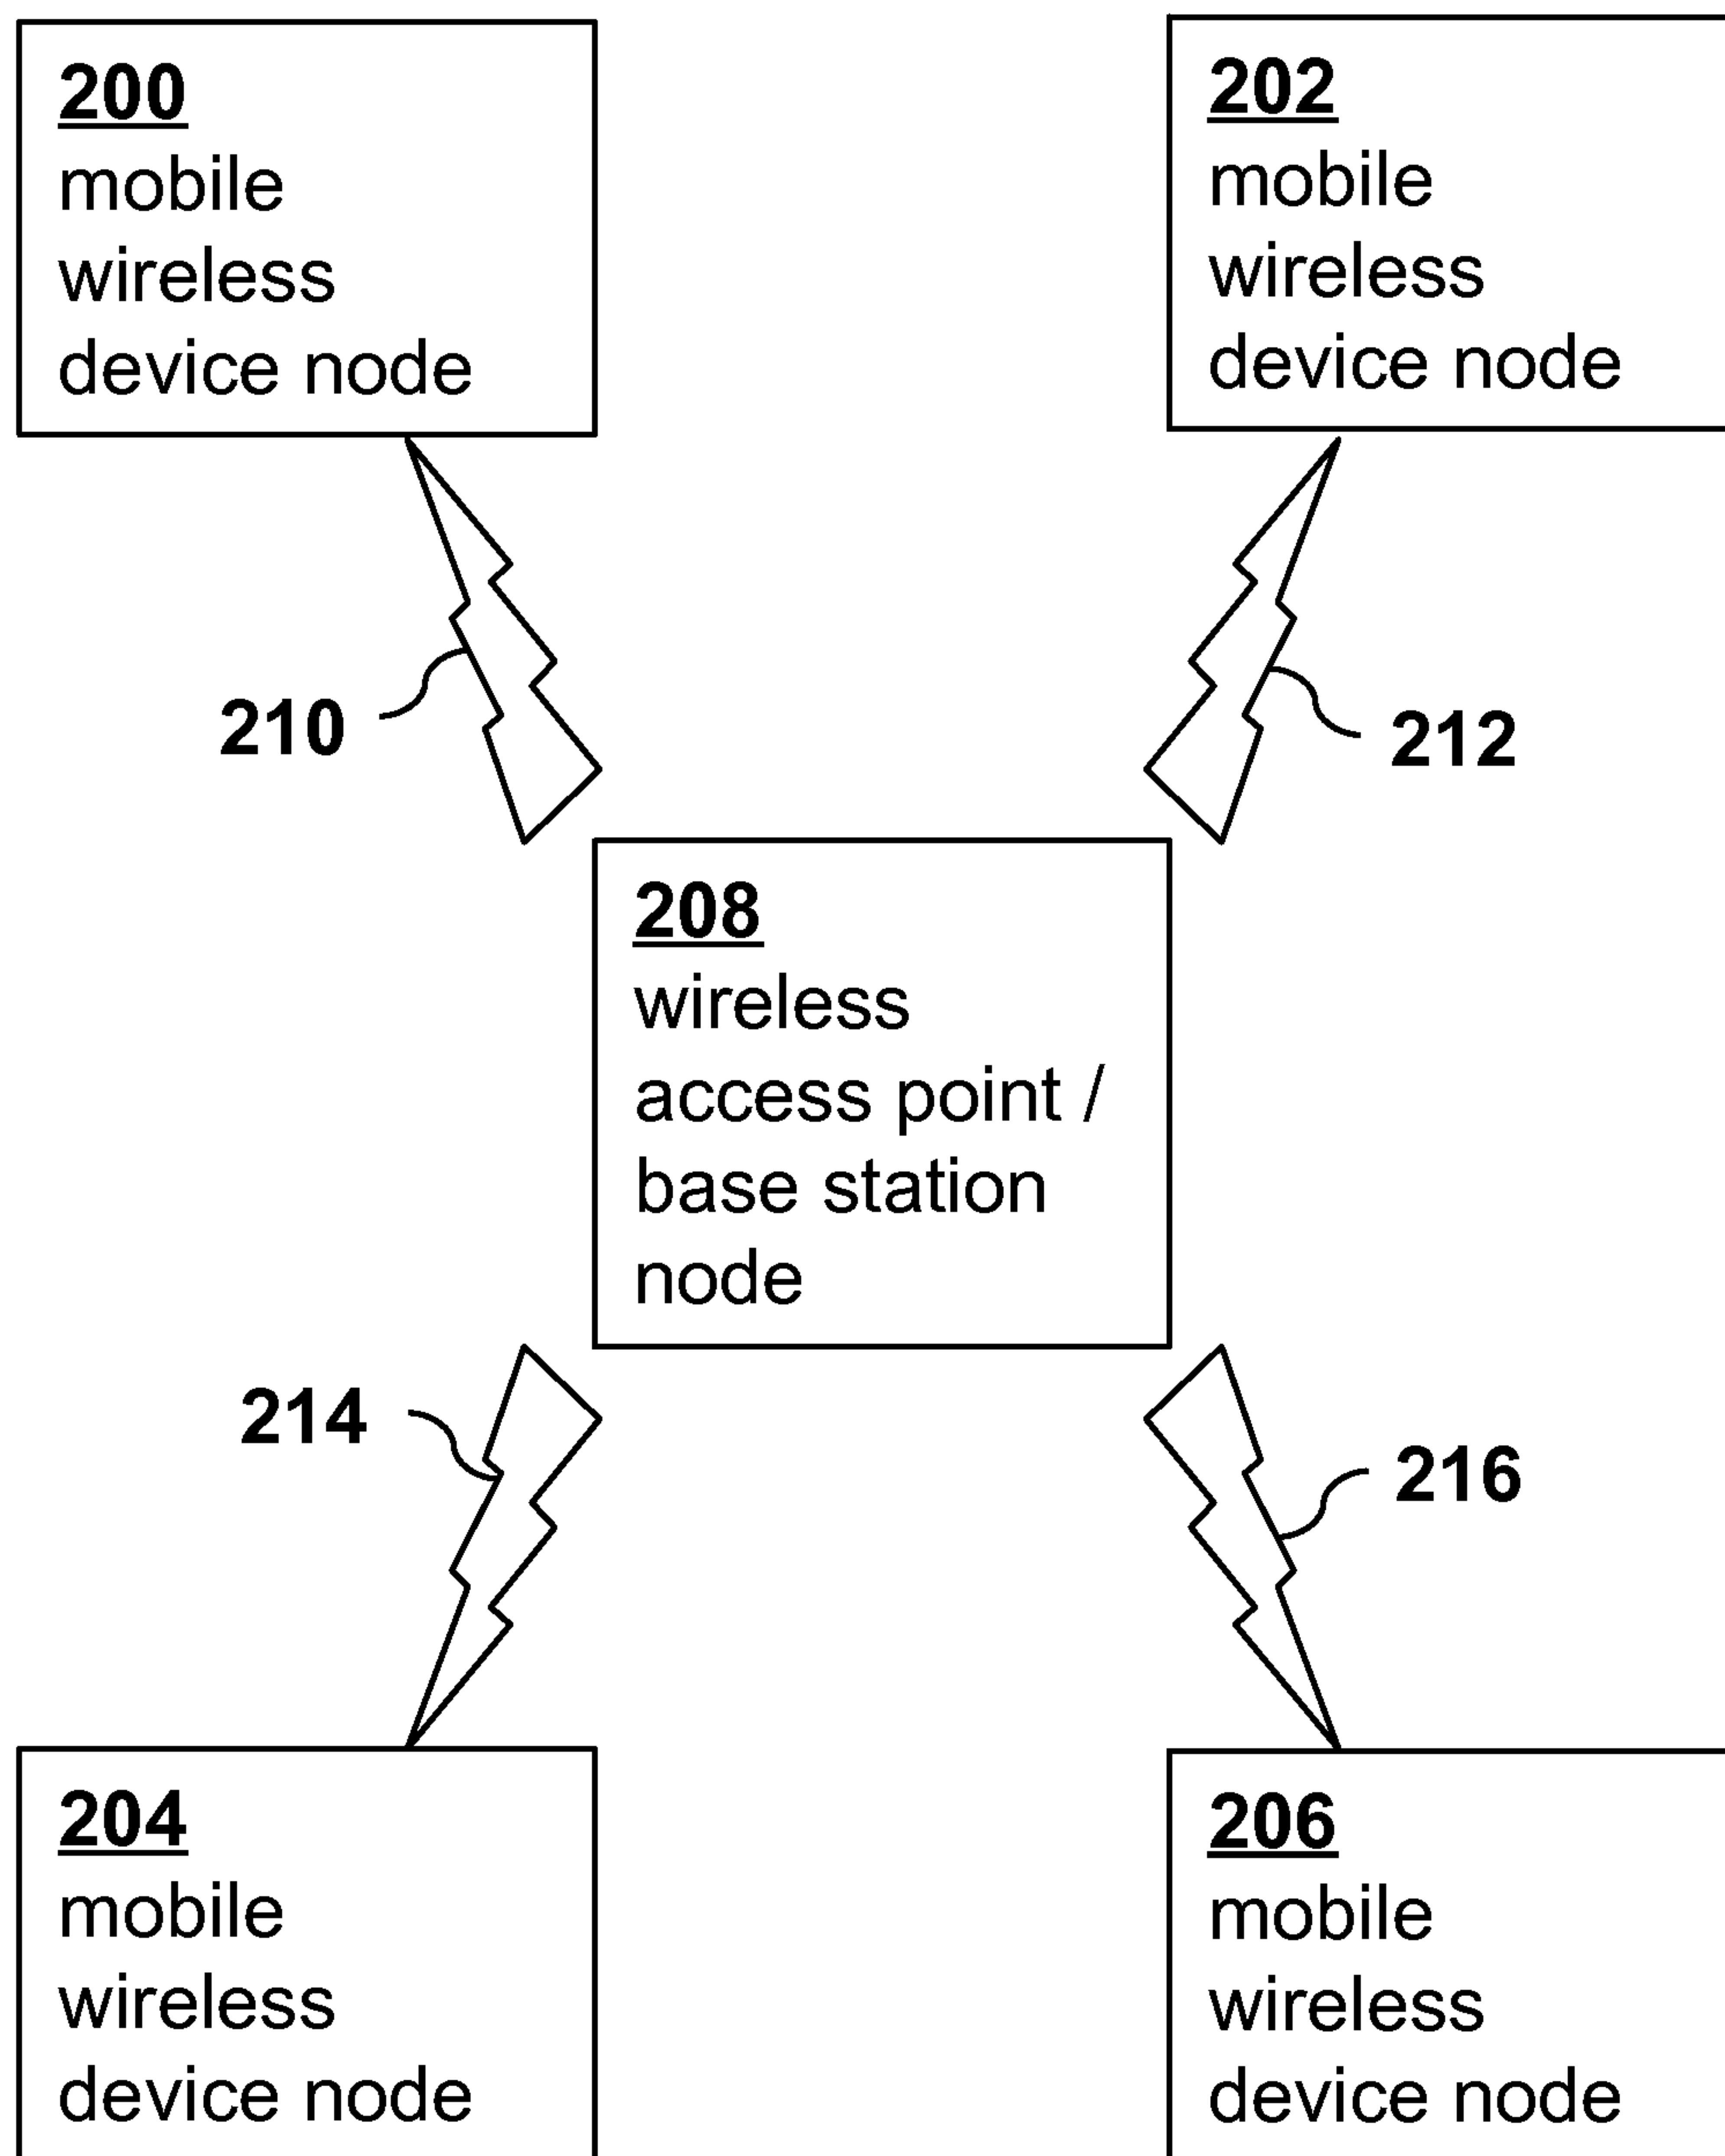 200
mobile
wireless
device node
202
mobile
wireless
device node
210
212
208
wireless
access point /
base station
node
214
216
204
mobile
wireless
device node
206
mobile
wireless
device node